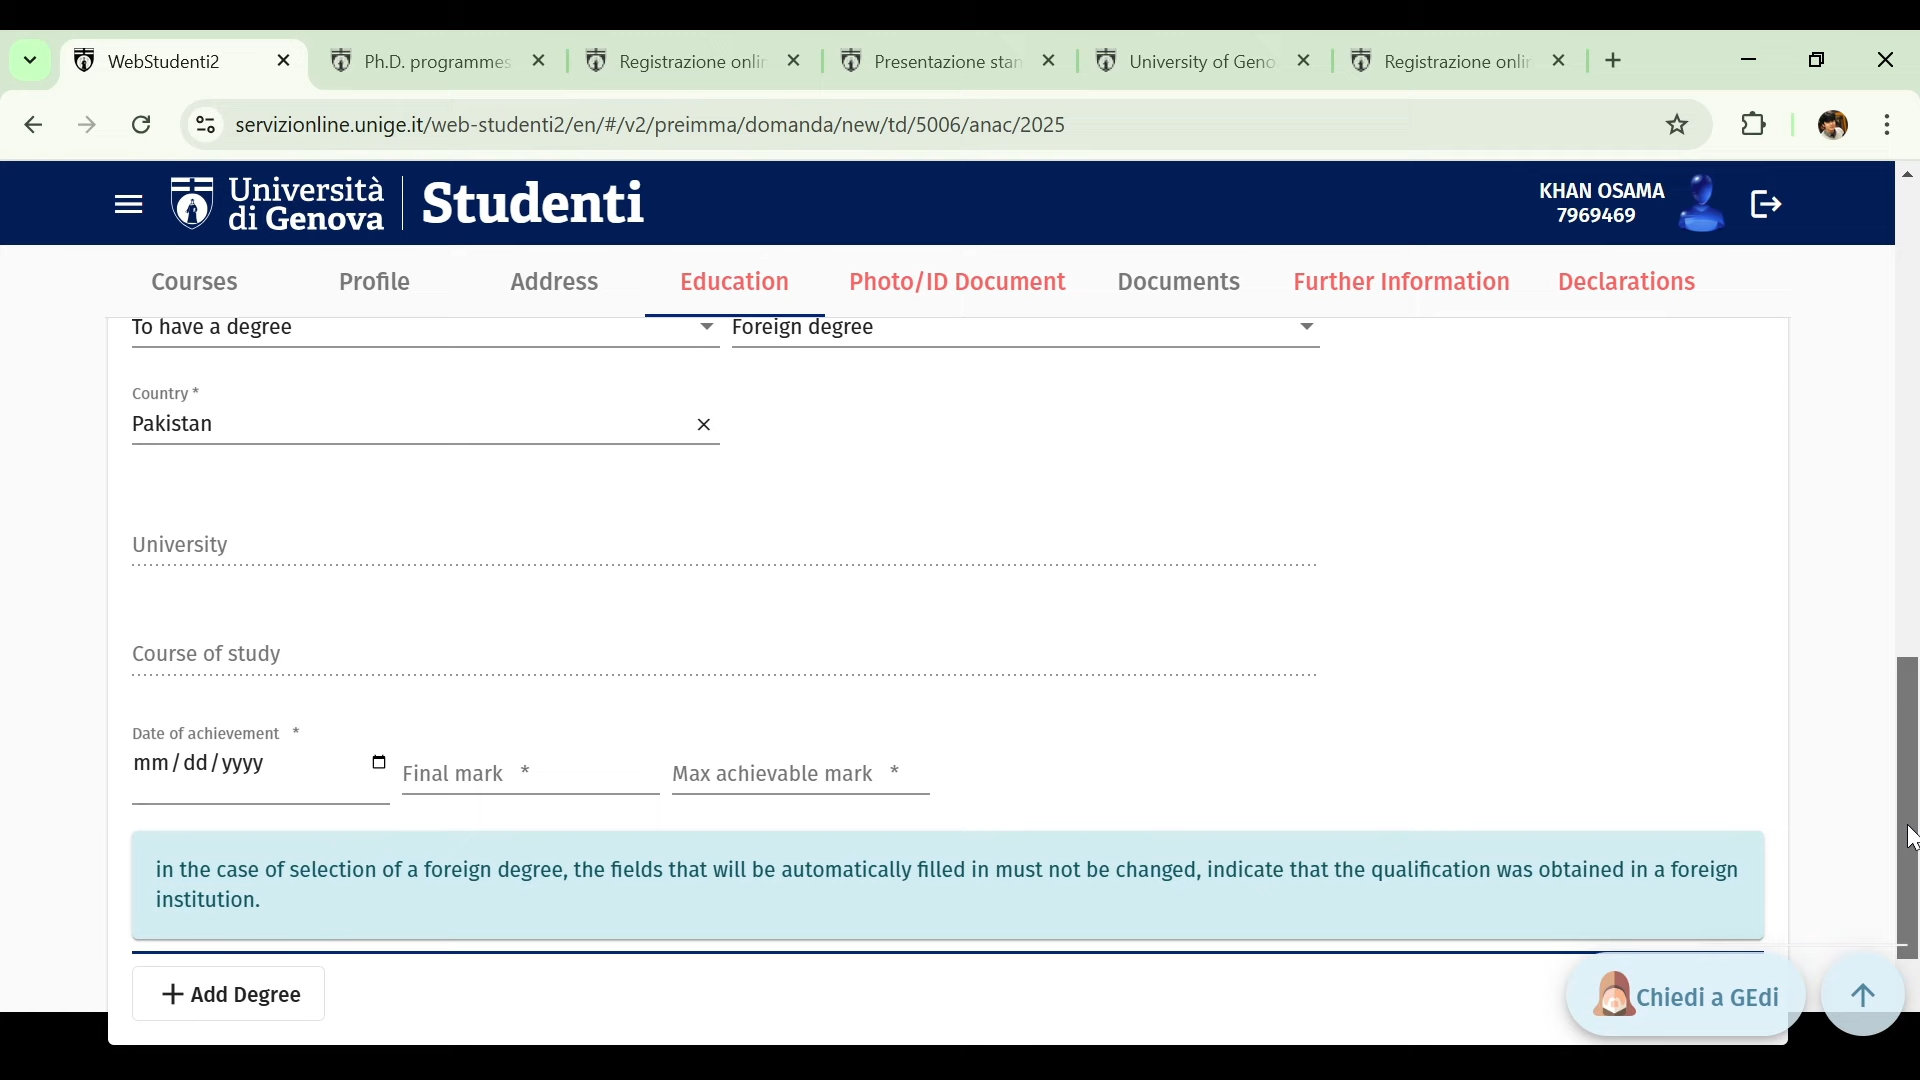 WebStudenti2
Ph.D. programmes
Registrazione onlin
Presentazione stan
University of Geno
Registrazione onlin
servizionline.unige.it/web-studenti2/en/#/v2/preimma/domanda/new/td/5006/anac/2025
Università
di Genova
Studenti
KHAN OSAMA
7969469
Courses
Profile
Address
Education
Photo/ID Document
Documents
Further Information
Declarations
To have a degree
Foreign degree
Country *
Pakistan
University
Course of study
Date of achievement *
mm/dd/yyyy
Final mark *
Max achievable mark *
in the case of selection of a foreign degree, the fields that will be automatically filled in must not be changed, indicate that the qualification was obtained in a foreign
institution.
+ Add Degree
Chiedi a GEdi